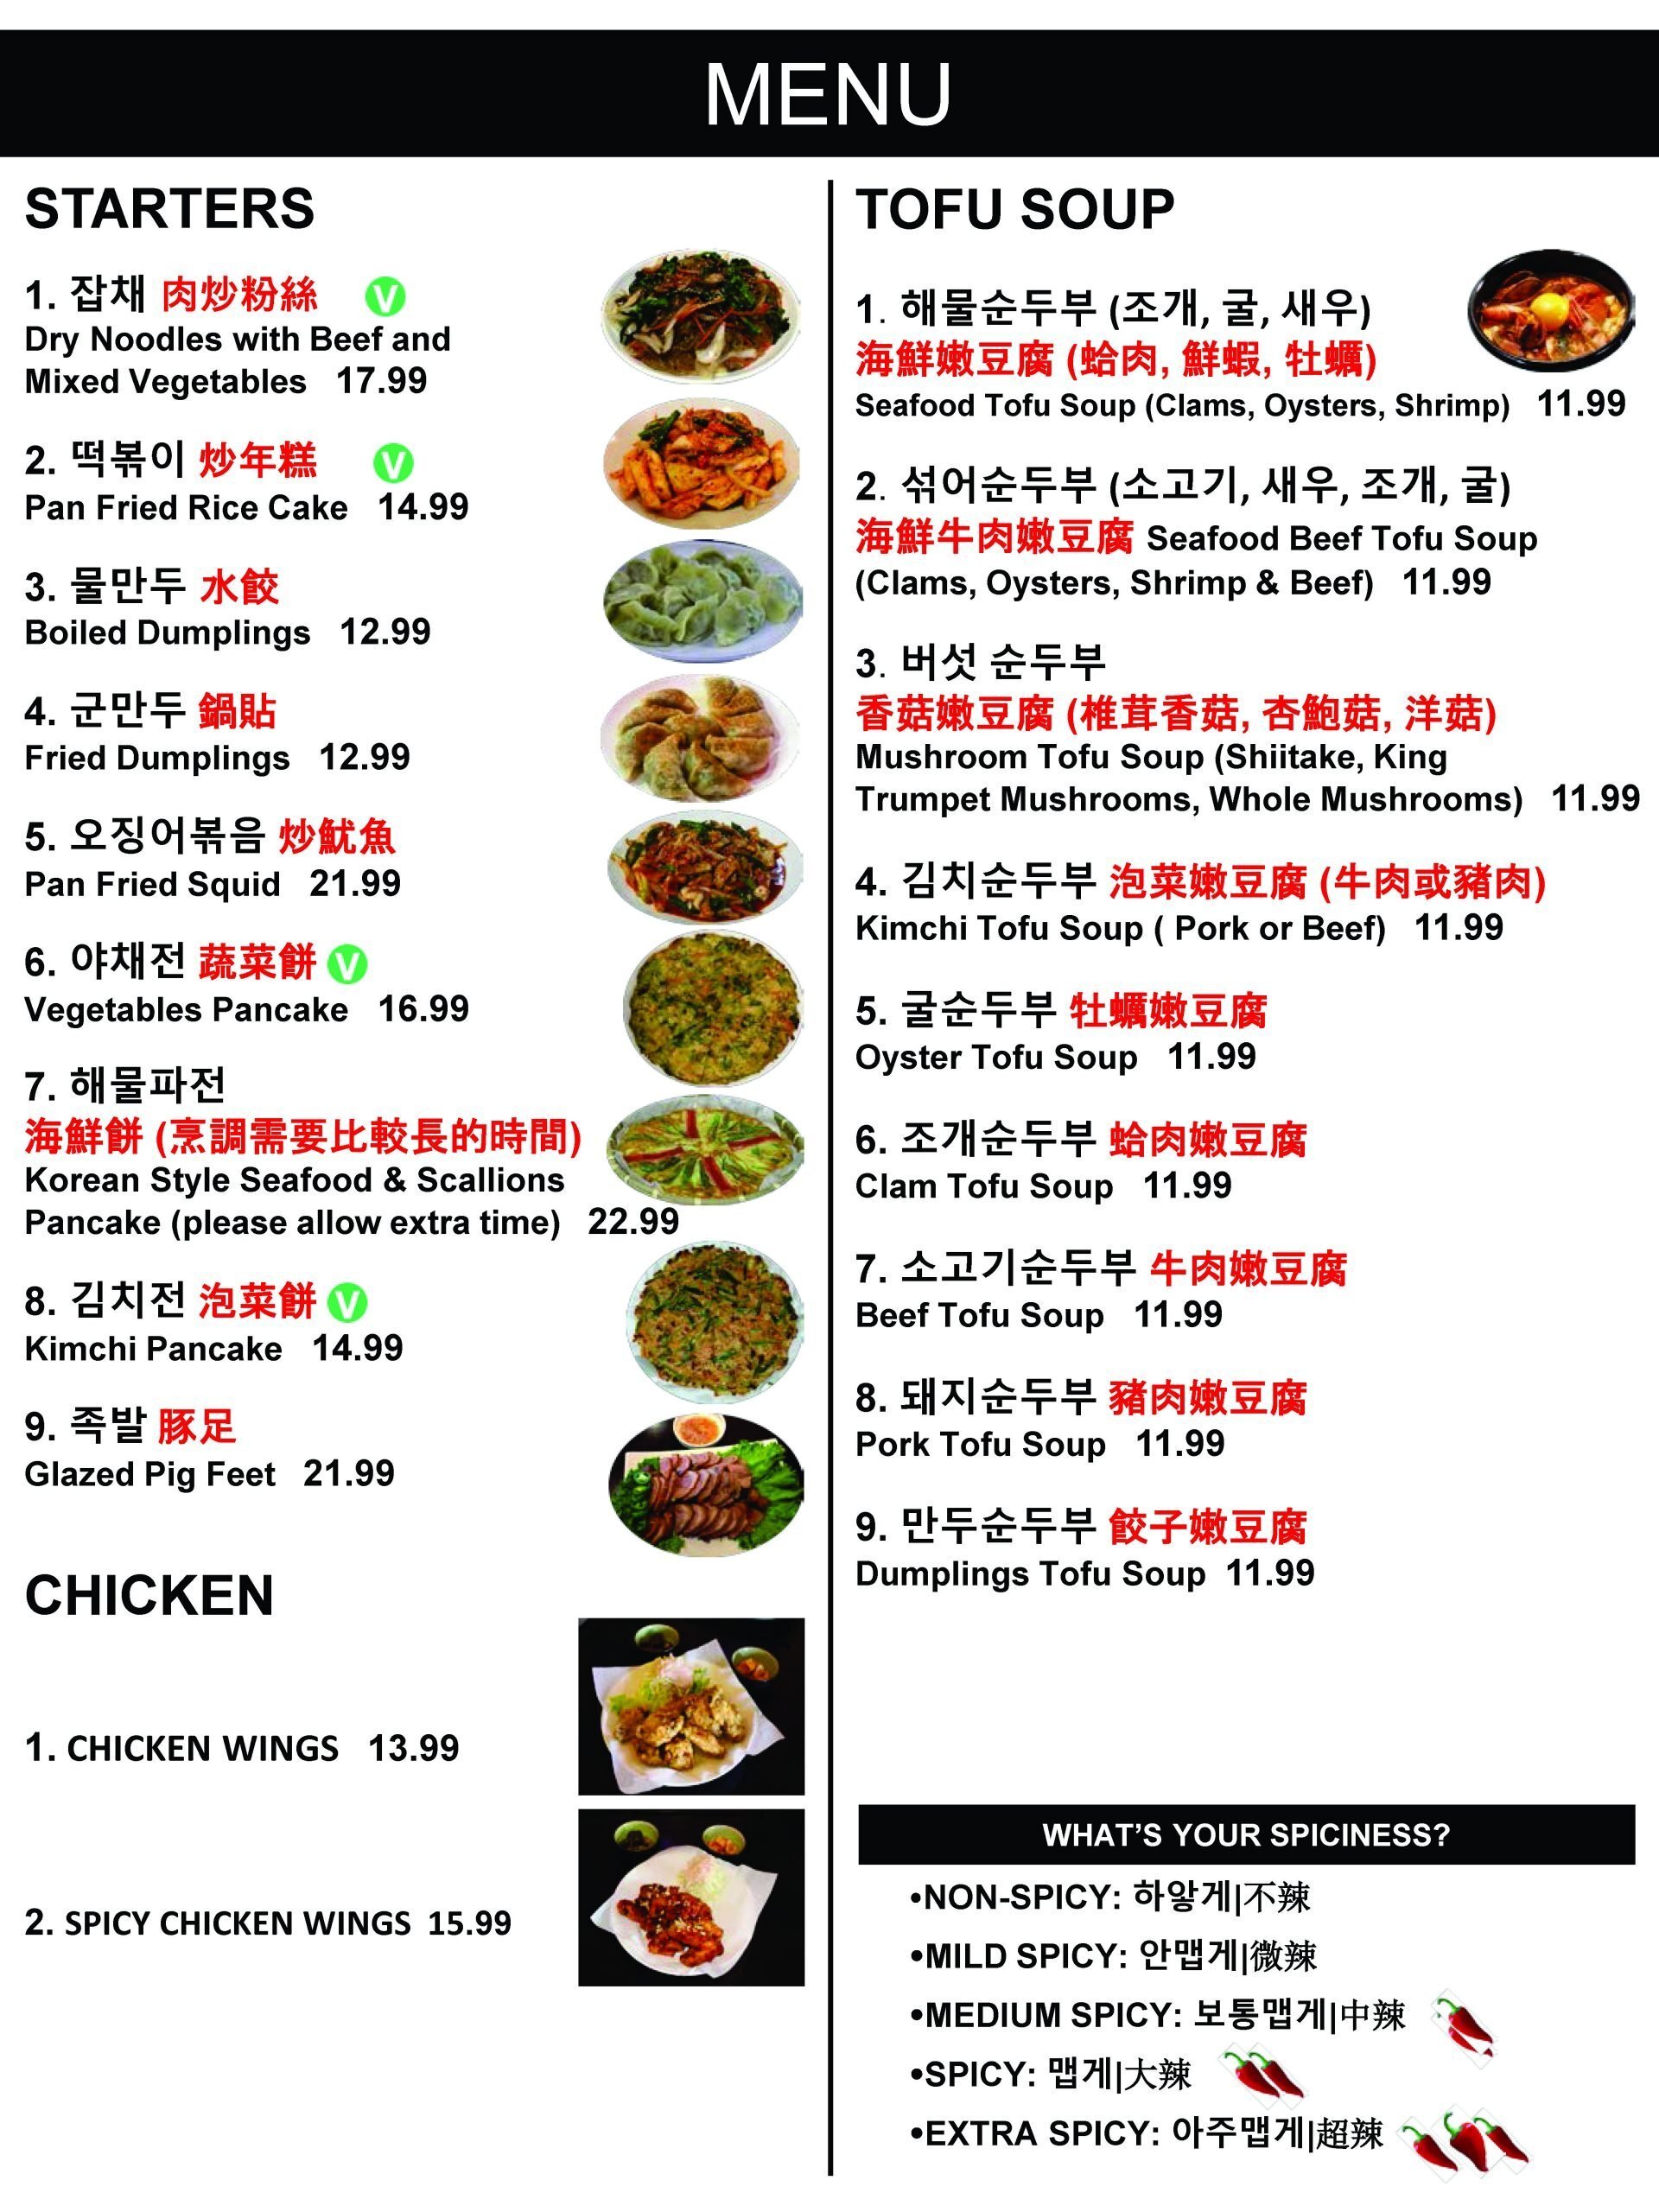 MENU
STARTERS
1. 잡채 肉炒粉絲 V
Dry Noodles with Beef and
Mixed Vegetables 17.99
2. 떡볶이 炒年糕 V
Pan Fried Rice Cake 14.99
3. 물만두 水餃
Boiled Dumplings 12.99
4. 군만두 鍋貼
Fried Dumplings 12.99
5. 오징어볶음 炒魷魚
Pan Fried Squid 21.99
6. 야채전 蔬菜餅 V
Vegetables Pancake 16.99
7. 해물파전
海鮮餅 (烹調需要比較長的時間)
Korean Style Seafood & Scallions
Pancake (please allow extra time) 22.99
8. 김치전 泡菜餅 V
Kimchi Pancake 14.99
9. 족발 豚足
Glazed Pig Feet 21.99
CHICKEN
1. CHICKEN WINGS 13.99
2. SPICY CHICKEN WINGS 15.99
TOFU SOUP
1. 해물순두부 (조개, 굴, 새우)
海鮮嫩豆腐 (蛤肉, 鮮蝦, 牡蠣)
Seafood Tofu Soup (Clams, Oysters, Shrimp) 11.99
2. 섞어순두부 (소고기, 새우, 조개, 굴)
海鮮牛肉嫩豆腐 Seafood Beef Tofu Soup
(Clams, Oysters, Shrimp & Beef) 11.99
3. 버섯 순두부
香菇嫩豆腐 (椎茸香菇, 杏鮑菇, 洋菇)
Mushroom Tofu Soup (Shiitake, King
Trumpet Mushrooms, Whole Mushrooms) 11.99
4. 김치순두부 泡菜嫩豆腐 (牛肉或豬肉)
Kimchi Tofu Soup ( Pork or Beef) 11.99
5. 굴순두부 牡蠣嫩豆腐
Oyster Tofu Soup 11.99
6. 조개순두부 蛤肉嫩豆腐
Clam Tofu Soup 11.99
7. 소고기순두부 牛肉嫩豆腐
Beef Tofu Soup 11.99
8. 돼지순두부 豬肉嫩豆腐
Pork Tofu Soup 11.99
9. 만두순두부 餃子嫩豆腐
Dumplings Tofu Soup 11.99
WHAT'S YOUR SPICINESS?
•NON-SPICY: 하얗게|不辣
•MILD SPICY: 안맵게|微辣
•MEDIUM SPICY: 보통맵게|中辣
•SPICY: 맵게|大辣
•EXTRA SPICY: 아주맵게|超辣